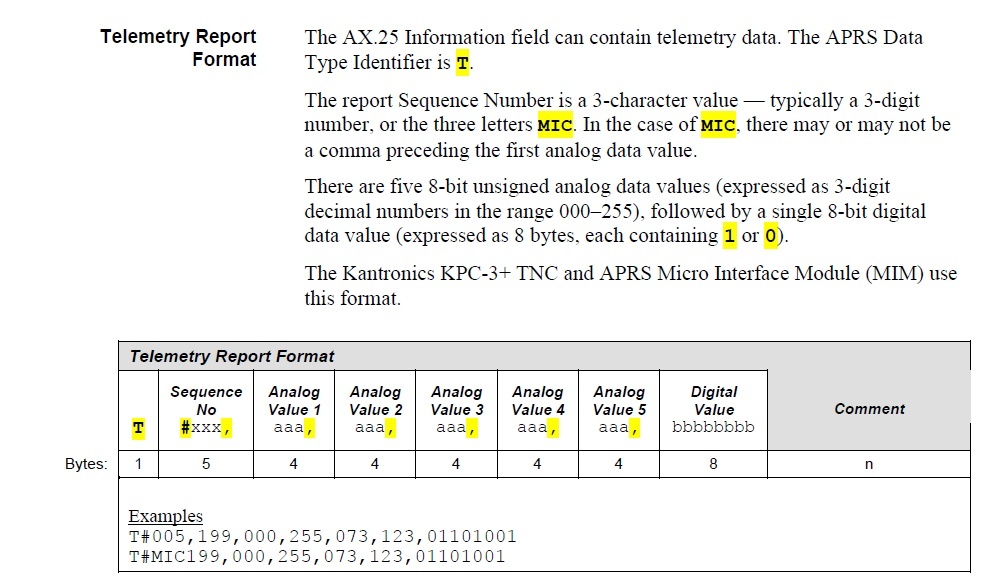 Telemetry Report
Format
The AX.25 Information field can contain telemetry data. The APRS Data
Type Identifier is T.
The report Sequence Number is a 3-character value — typically a 3-digit
number, or the three letters MIC. In the case of MIC, there may or may not be
a comma preceding the first analog data value.
There are five 8-bit unsigned analog data values (expressed as 3-digit
decimal numbers in the range 000–255), followed by a single 8-bit digital
data value (expressed as 8 bytes, each containing 1 or 0).
The Kantronics KPC-3+ TNC and APRS Micro Interface Module (MIM) use
this format.
Telemetry Report Format
T
Sequence
No
#xxx,
Analog
Value 1
aaa,
Analog
Value 2
aaa,
Analog
Value 3
aaa,
Analog
Value 4
aaa,
Analog
Value 5
aaa,
Digital
Value
bbbbbbbb
Comment
Bytes: 1 5 4 4 4 4 4 8 n
Examples
T#005,199,000,255,073,123,01101001
T#MIC199,000,255,073,123,01101001